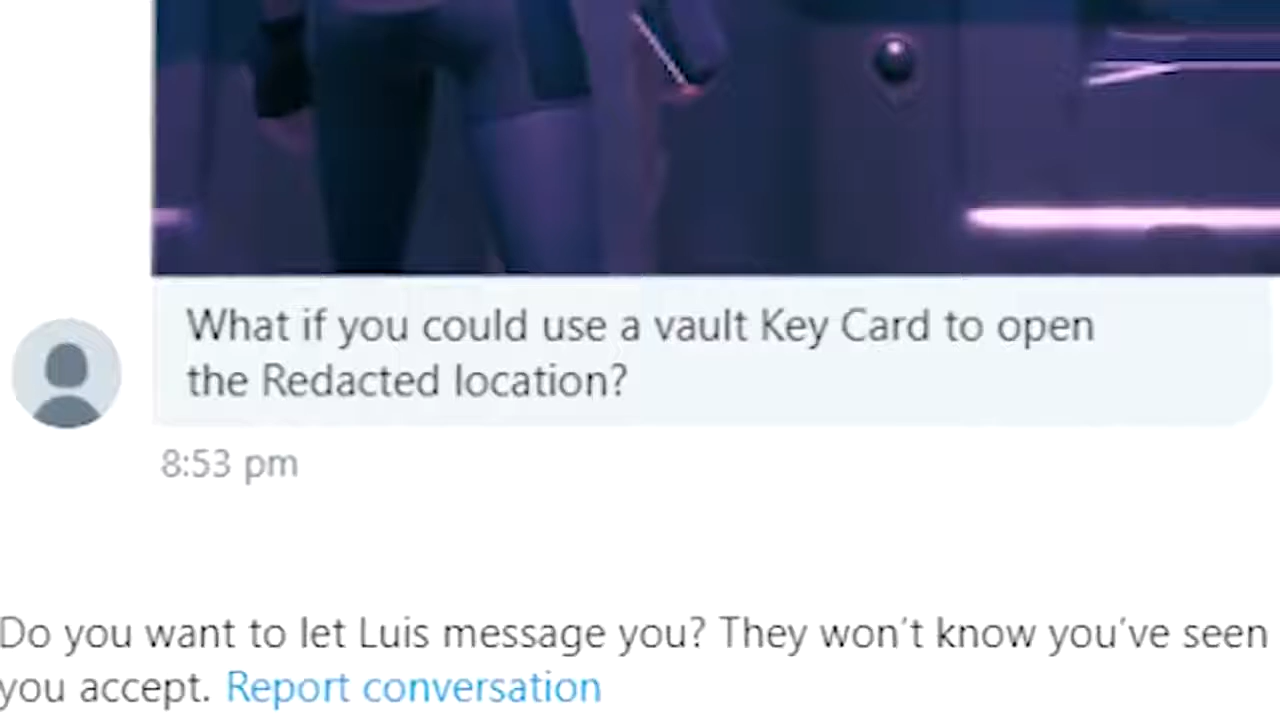 What if you could use a vault Key Card to open
the Redacted location?
8:53 pm
Do you want to let Luis message you? They won't know you've seen
you accept. Report conversation